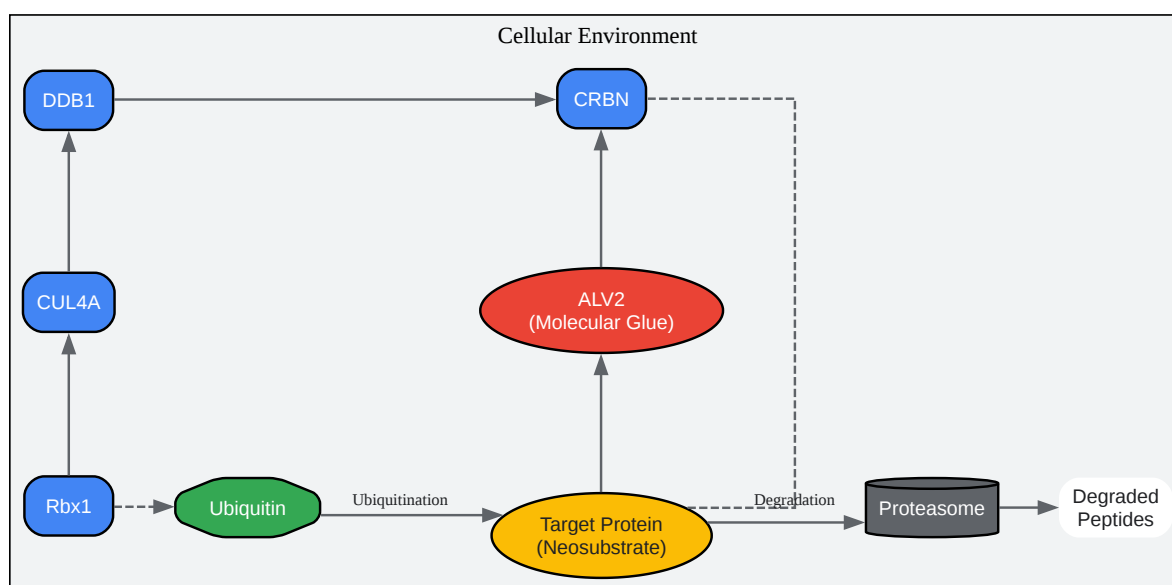 Cellular Environment
DDB1
CRBN
CUL4A
ALV2
(Molecular Glue)
Rbx1
Ubiquitin
Ubiquitination
Target Protein
(Neosubstrate)
Degradation
Proteasome
Degraded
Peptides